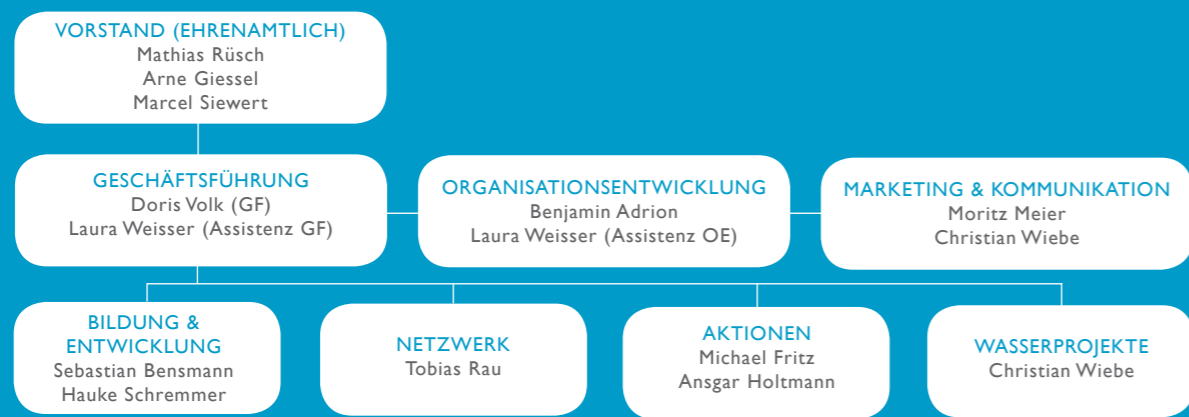 VORSTAND (EHRENAMTLICH)
Mathias Rüsch
Arne Giessel
Marcel Siewert
GESCHÄFTSFÜHRUNG
Doris Volk (GF)
Laura Weisser (Assistenz GF)
ORGANISATIONSENTWICKLUNG
Benjamin Adrion
Laura Weisser (Assistenz OE)
MARKETING & KOMMUNIKATION
Moritz Meier
Christian Wiebe
BILDUNG &
ENTWICKLUNG
Sebastian Bensmann
Hauke Schremmer
NETZWERK
Tobias Rau
AKTIONEN
Michael Fritz
Ansgar Holtmann
WASSERPROJEKTE
Christian Wiebe